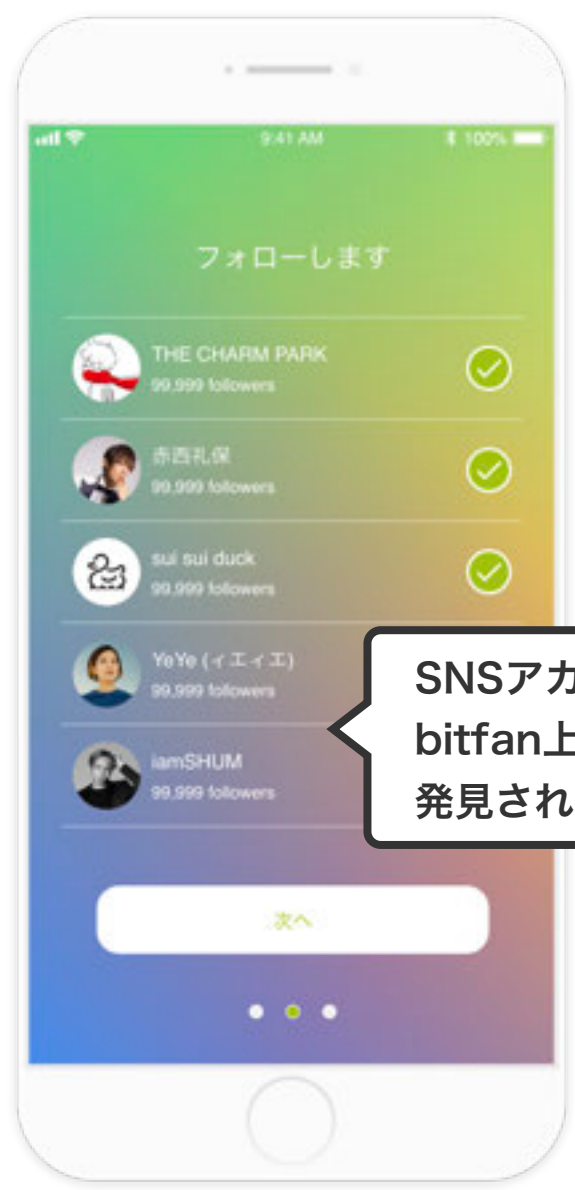 9:41 AM
100%
フォローします
THE CHARM PARK
99,999 followers
赤西礼保
99,999 followers
sui sui duck
99,999 followers
YeYe (イエイエ)
99,999 followers
iamSHUM
99,999 followers
SNSアカ
bitfan上
発見され
次へ